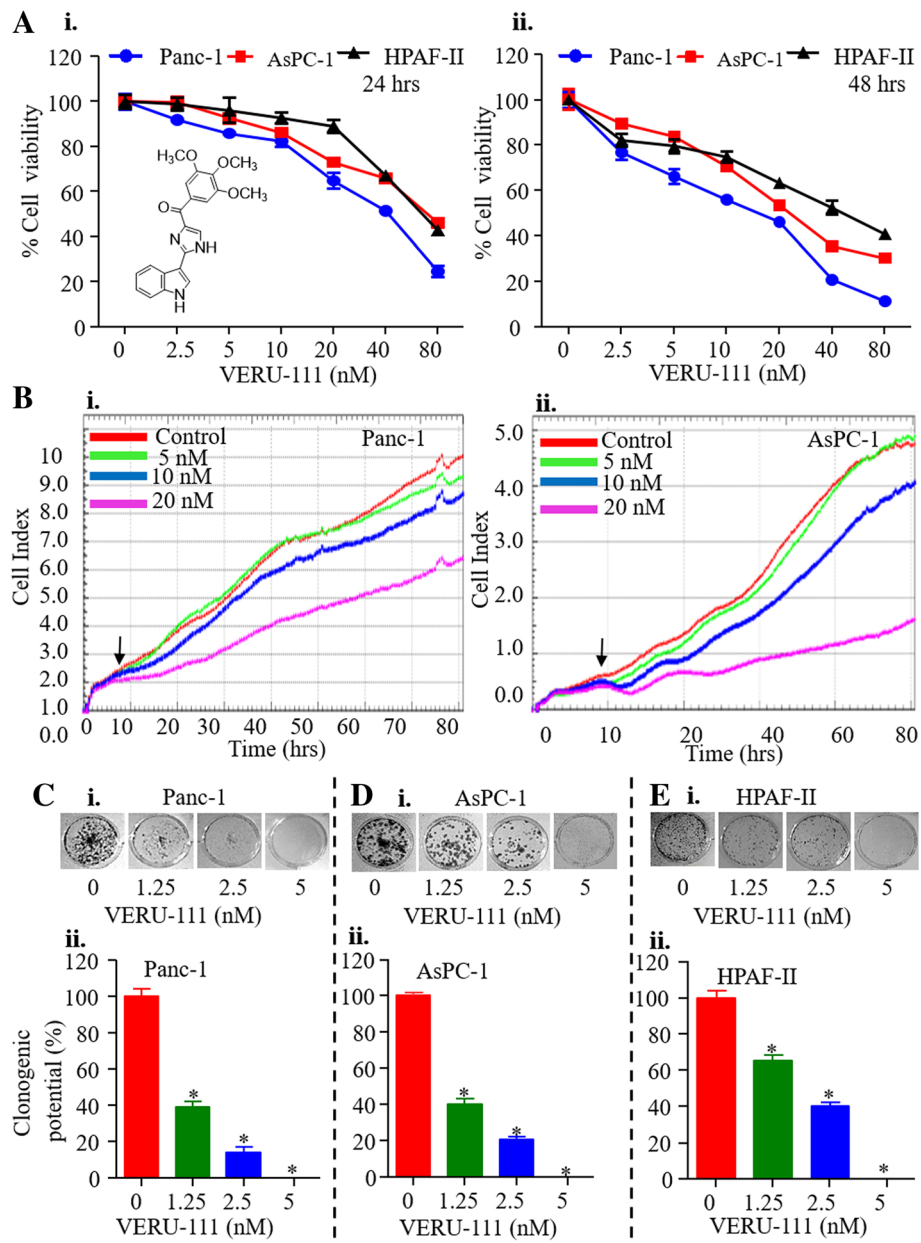 A
i.
Panc-1 AsPC-1 HPAF-II
24 hrs
% Cell viability
120
100
80
60
40
20
0
H₃CO
OCH₃
OCH₃
O
N
NH
N
H
0 2.5 5 10 20 40 80
VERU-111 (nM)
ii.
Panc-1 AsPC-1 HPAF-II
48 hrs
% Cell viability
120
100
80
60
40
20
0
0 2.5 5 10 20 40 80
VERU-111 (nM)
B
i.
Control
5 nM
10 nM
20 nM
Panc-1
Cell Index
10
9.0
8.0
7.0
6.0
5.0
4.0
3.0
2.0
1.0
0.0
0 10 20 30 40 50 60 70 80
Time (hrs)
ii.
Control
5 nM
10 nM
20 nM
AsPC-1
Cell Index
5.0
4.0
3.0
2.0
1.0
0.0
0 10 20 40 60 80
Time (hrs)
C
i.
Panc-1
0 1.25 2.5 5
VERU-111 (nM)
ii.
Panc-1
Clonogenic
potential (%)
120
100
80
60
40
20
0
* * *
0 1.25 2.5 5
VERU-111 (nM)
D
i.
AsPC-1
0 1.25 2.5 5
VERU-111 (nM)
ii.
AsPC-1
120
100
80
60
40
20
0
* * *
0 1.25 2.5 5
VERU-111 (nM)
E
i.
HPAF-II
0 1.25 2.5 5
VERU-111 (nM)
ii.
HPAF-II
120
100
80
60
40
20
0
* * *
0 1.25 2.5 5
VERU-111 (nM)